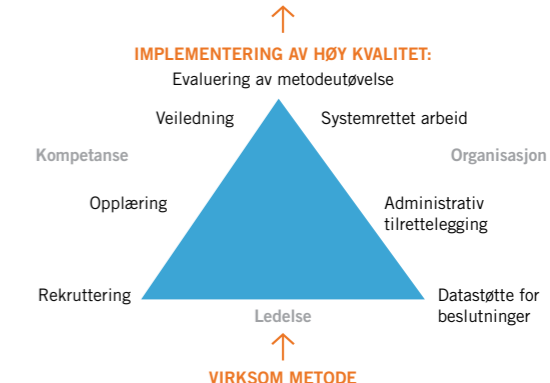 IMPLEMENTERING AV HØY KVALITET:
Evaluering av metodeutøvelse
Veiledning
Systemrettet arbeid
Kompetanse
Organisasjon
Opplæring
Administrativ
tilrettelegging
Rekruttering
Datastøtte for
beslutninger
Ledelse
VIRKSOM METODE